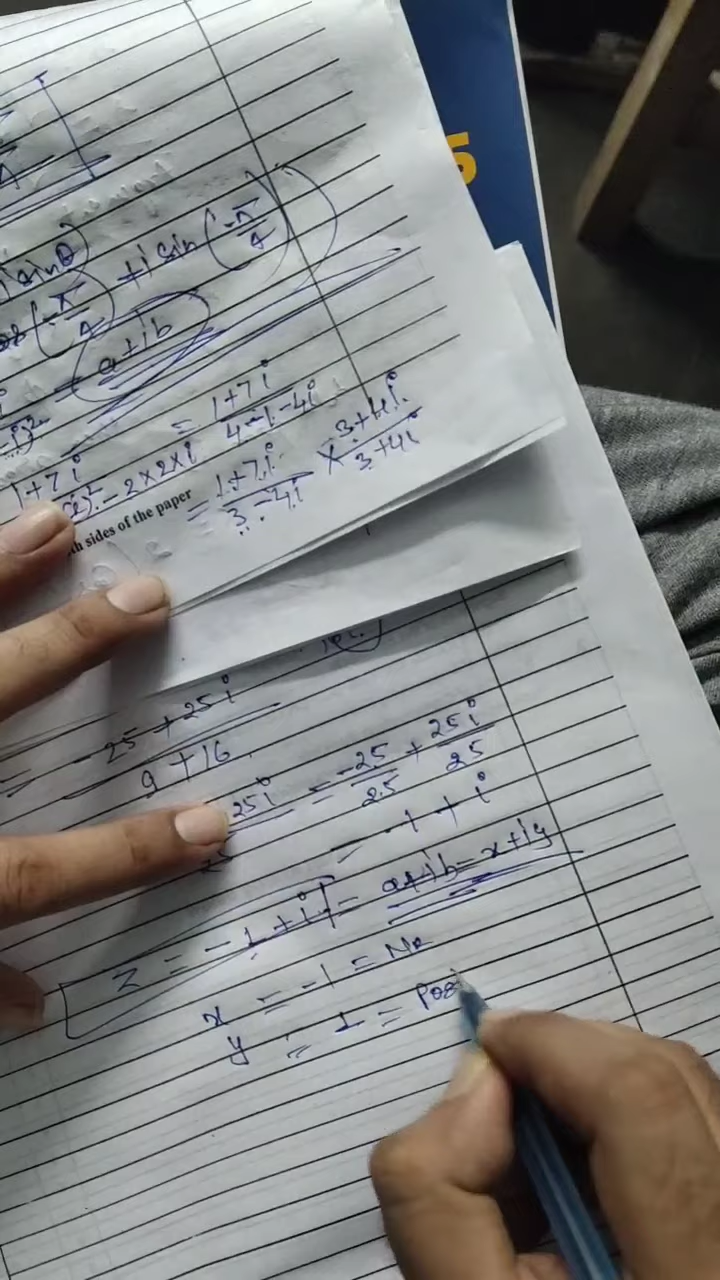 5
i sinθ)
(-π/4) + i sin (-π/4))
= a+ib
1+7i = 1+7i / 4-1-4i
- 2×2×i
= 1+7i / 3-4i × 3+4i / 3+4i
th sides of the paper
= -25 + 25i / 9+16
25i = -25/25 + 25i/25
= -1 + i
Z = -1 + i = a+ib = x+iy
x = -1 = Ne
y = 1 = Pos